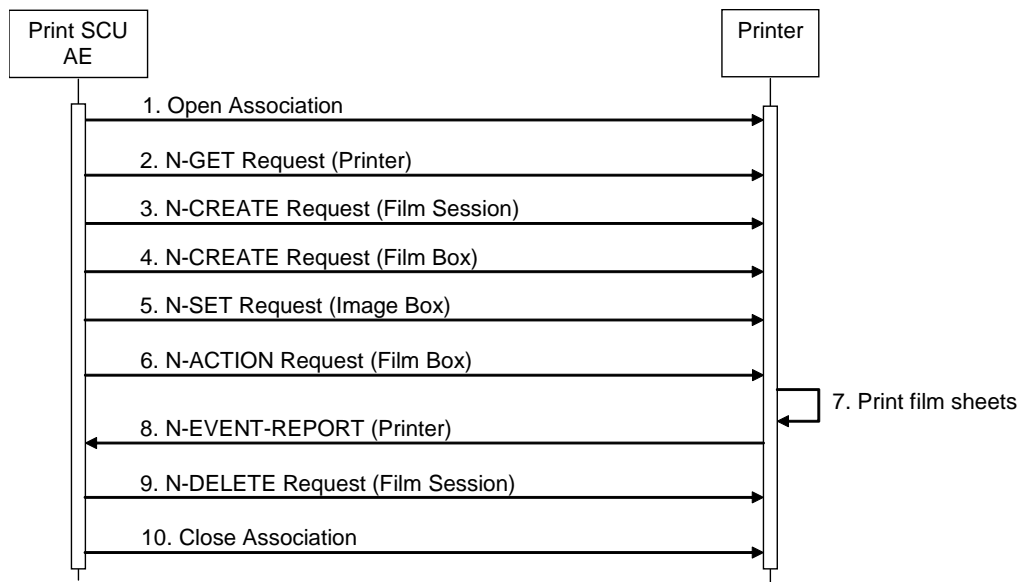 Print SCU
AE
Printer
1. Open Association
2. N-GET Request (Printer)
3. N-CREATE Request (Film Session)
4. N-CREATE Request (Film Box)
5. N-SET Request (Image Box)
6. N-ACTION Request (Film Box)
7. Print film sheets
8. N-EVENT-REPORT (Printer)
9. N-DELETE Request (Film Session)
10. Close Association